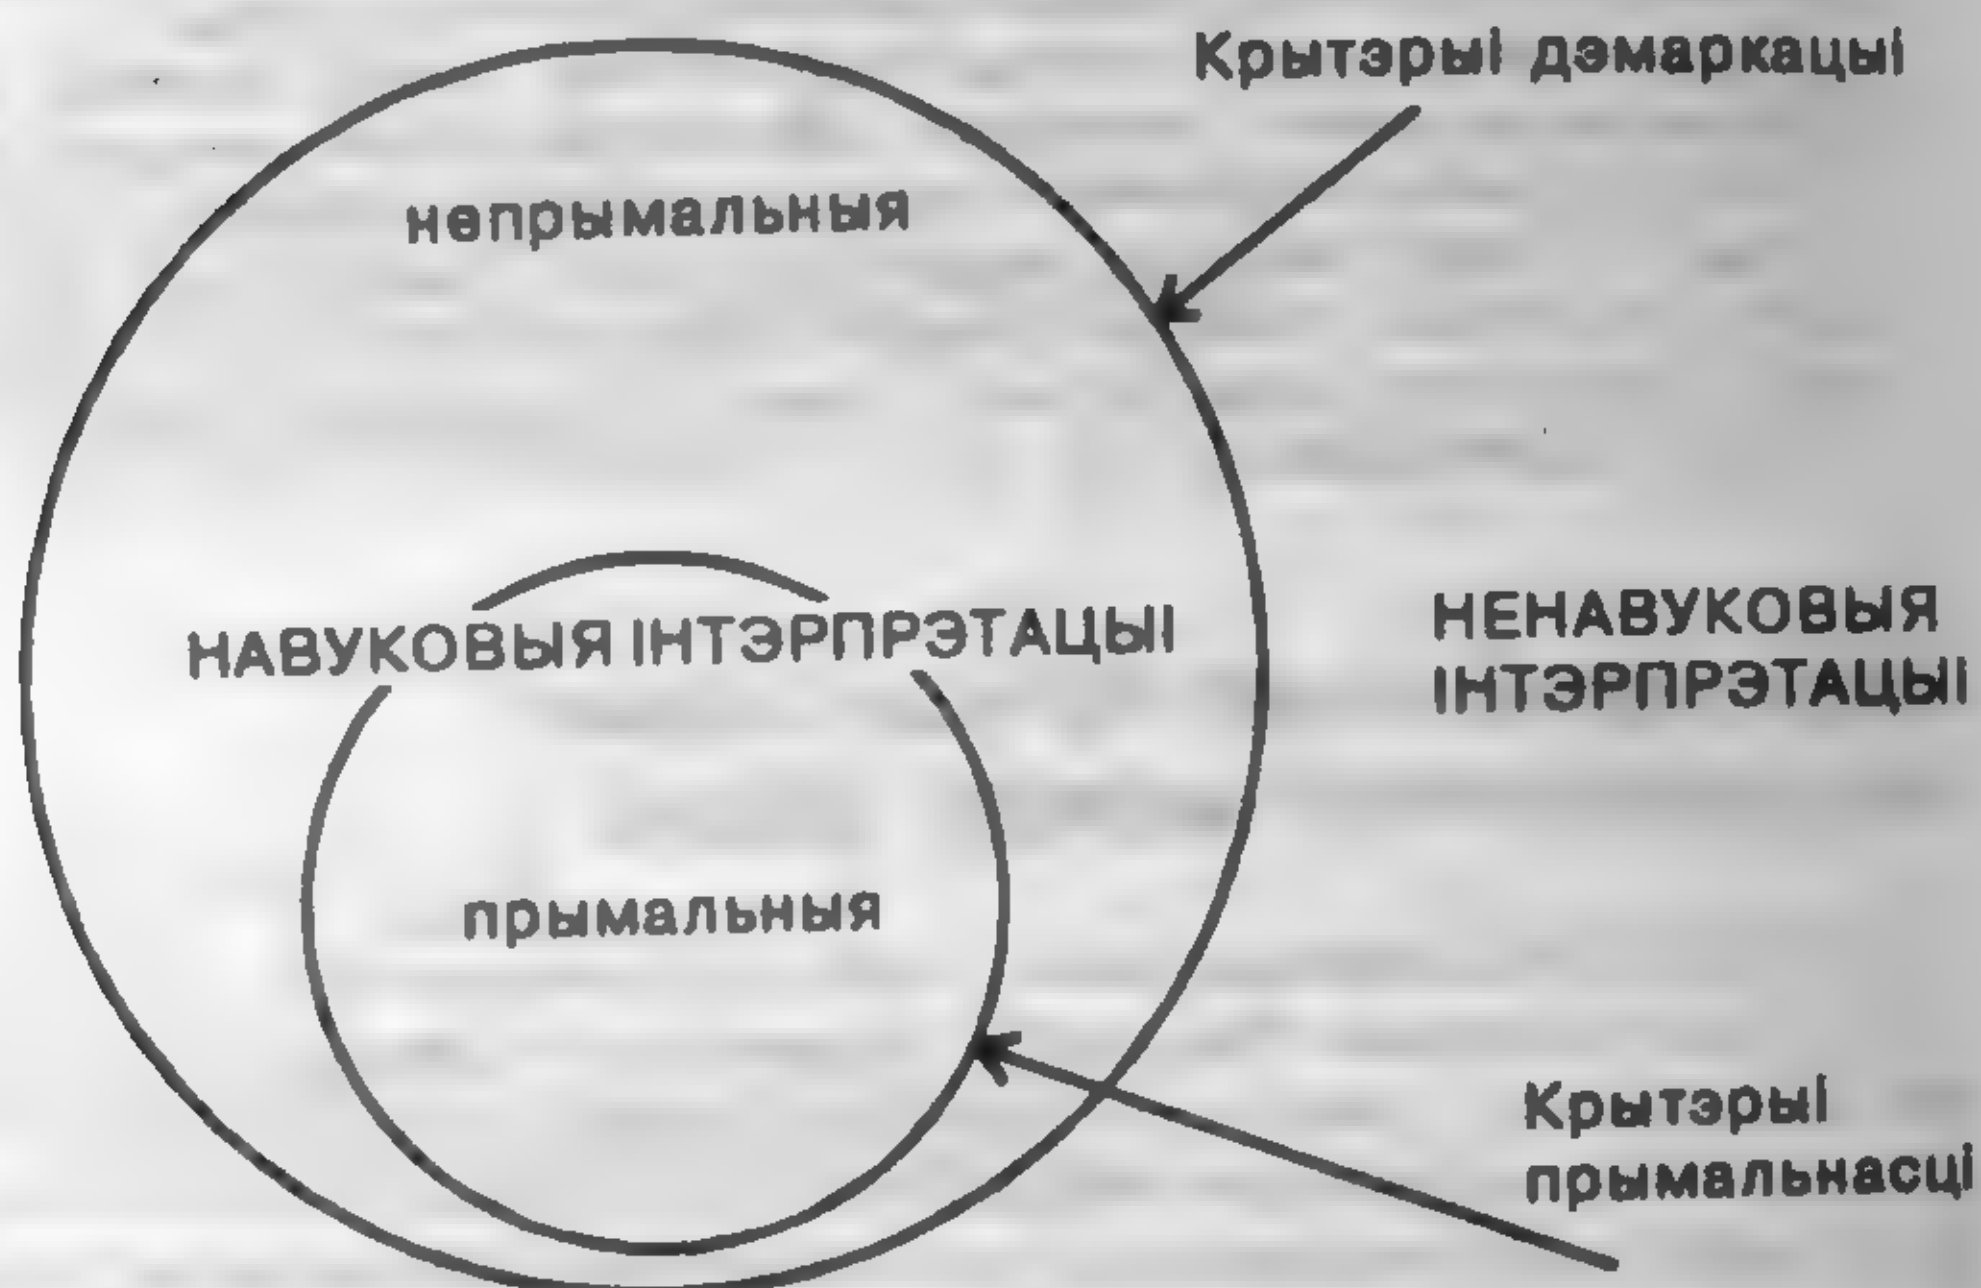 Крытэрыі дэмаркацыі
непрымальныя
НАВУКОВЫЯ ІНТЭРПРЭТАЦЫІ
НЕНАВУКОВЫЯ
ІНТЭРПРЭТАЦЫІ
прымальныя
Крытэрыі
прымальнасці